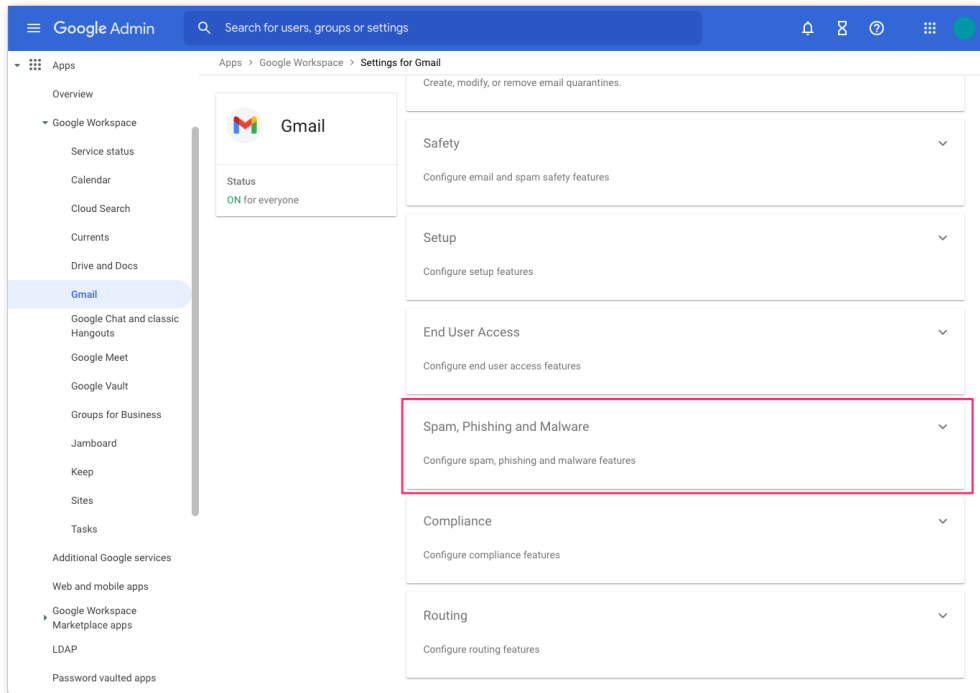 Google Admin
Search for users, groups or settings
Apps
Overview
Google Workspace
Service status
Calendar
Cloud Search
Currents
Drive and Docs
Gmail
Google Chat and classic
Hangouts
Google Meet
Google Vault
Groups for Business
Jamboard
Keep
Sites
Tasks
Additional Google services
Web and mobile apps
Google Workspace
Marketplace apps
LDAP
Password vaulted apps
Apps > Google Workspace > Settings for Gmail
Gmail
Status
ON for everyone
Create, modify, or remove email quarantines.
Safety
Configure email and spam safety features
Setup
Configure setup features
End User Access
Configure end user access features
Spam, Phishing and Malware
Configure spam, phishing and malware features
Compliance
Configure compliance features
Routing
Configure routing features